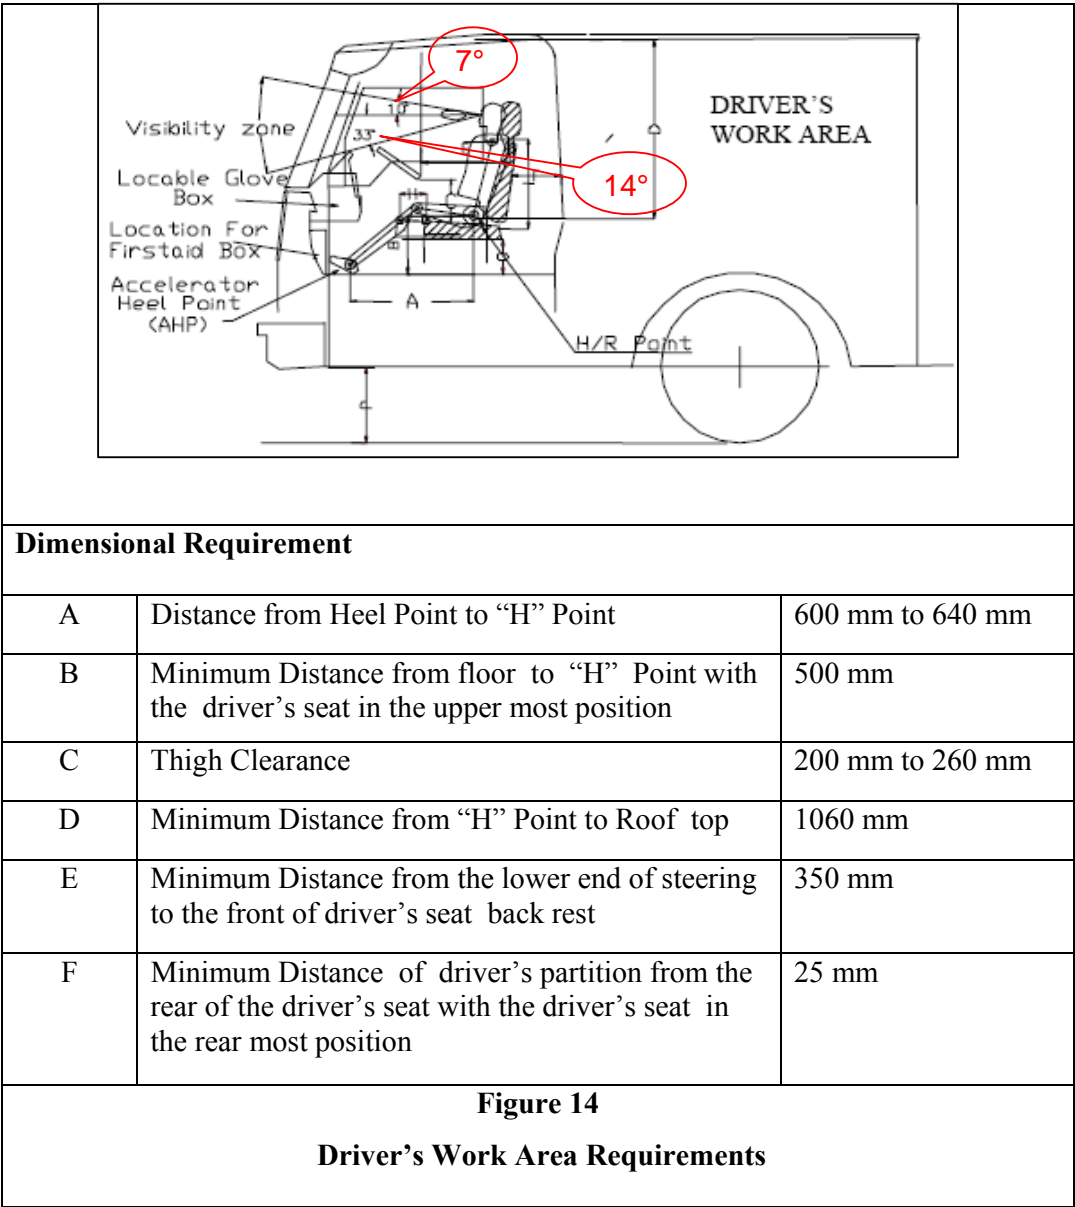 7°
10°
DRIVER'S
WORK AREA
D
Visibility zone
33°
14°
Locable Glove
Box
Location For
Firstaid Box
B
Accelerator
Heel Point
(AHP)
A
H/R Point
Dimensional Requirement
A Distance from Heel Point to “H” Point 600 mm to 640 mm
B Minimum Distance from floor to “H” Point with 500 mm
the driver’s seat in the upper most position
C Thigh Clearance 200 mm to 260 mm
D Minimum Distance from “H” Point to Roof top 1060 mm
E Minimum Distance from the lower end of steering 350 mm
to the front of driver’s seat back rest
F Minimum Distance of driver’s partition from the 25 mm
rear of the driver’s seat with the driver’s seat in
the rear most position
Figure 14
Driver’s Work Area Requirements